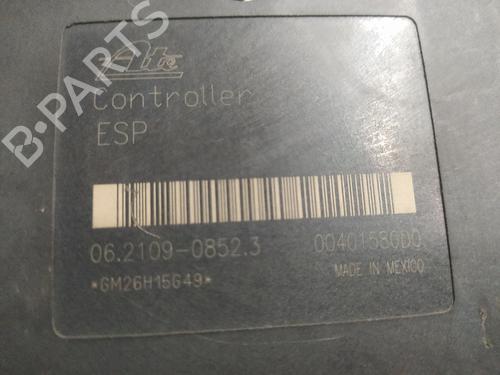 Ate
Controller
ESP
06.2109-0852.3
00401580D0
*GM26H15G49*
MADE IN MEXICO
B-PARTS